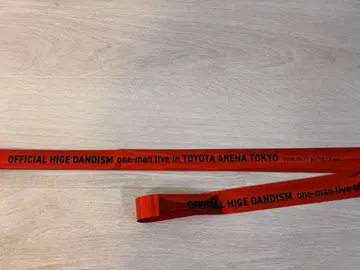 OFFICIAL HIGE DANDISM one-man live in TOYOTA ARENA TOKYO
OFFICIAL HIGE DANDISM one-man live